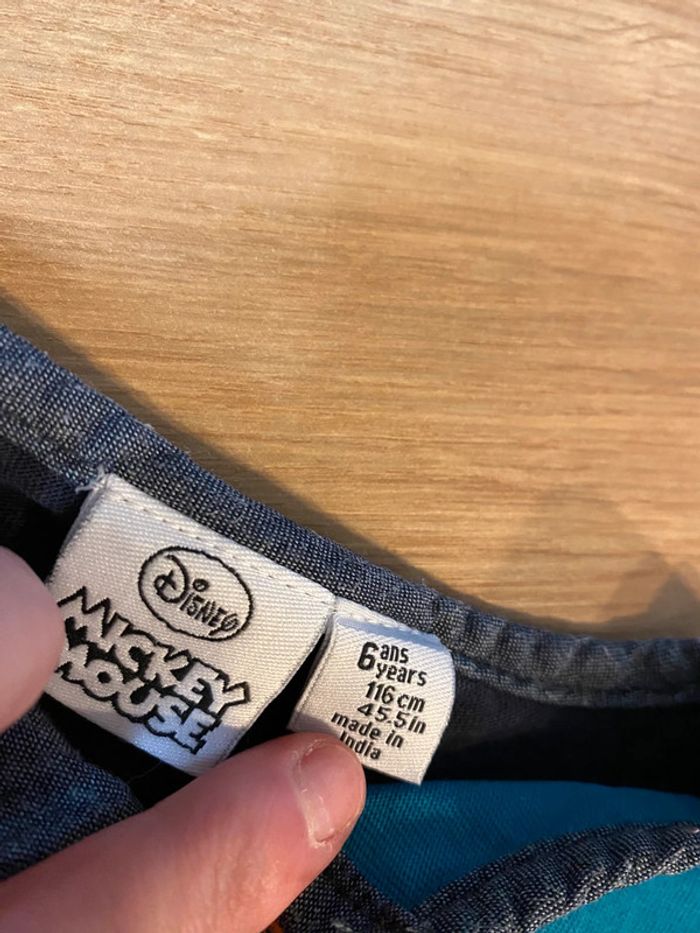 Disney
MICKEY
MOUSE
6 ans
years
116 cm
45.5 in
made in
India